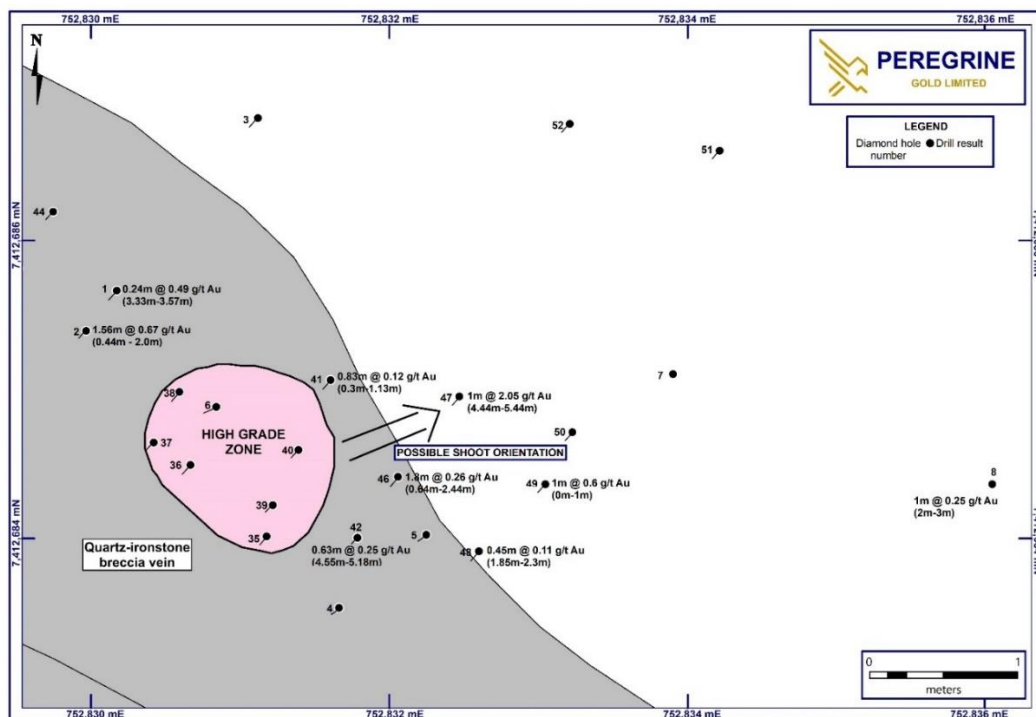 752,830 mE
752,832 mE
752,834 mE
752,836 mE
N
PEREGRINE
GOLD LIMITED
LEGEND
Diamond hole number
Drill result
3
52
51
44
7,412,686 mN
1
0.24m @ 0.49 g/t Au
(3.33m-3.57m)
2
1.56m @ 0.67 g/t Au
(0.44m - 2.0m)
41
0.83m @ 0.12 g/t Au
(0.3m-1.13m)
7
38
6
47
1m @ 2.05 g/t Au
(4.44m-5.44m)
HIGH GRADE
ZONE
37
40
50
POSSIBLE SHOOT ORIENTATION
36
46
1.8m @ 0.26 g/t Au
(0.64m-2.44m)
49
1m @ 0.6 g/t Au
(0m-1m)
8
1m @ 0.25 g/t Au
(2m-3m)
39
35
42
0.63m @ 0.25 g/t Au
(4.55m-5.18m)
5
48
0.45m @ 0.11 g/t Au
(1.85m-2.3m)
7,412,684 mN
Quartz-ironstone
breccia vein
4
0
1
meters
752,830 mE
752,832 mE
752,834 mE
752,836 mE